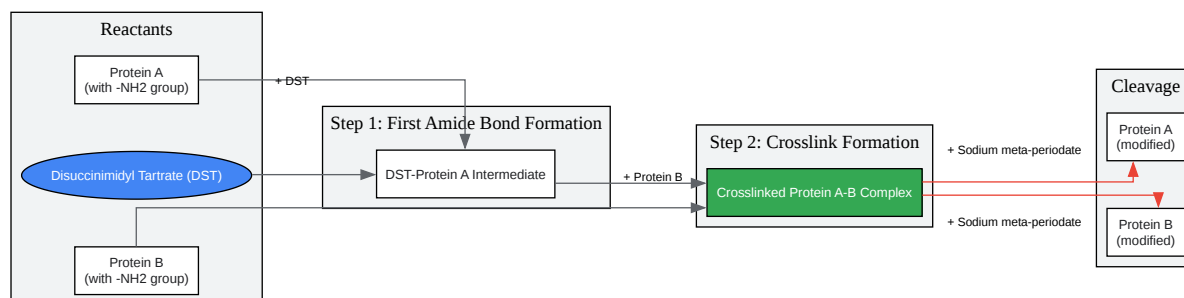 Reactants
Protein A
(with -NH2 group)
+ DST
Disuccinimidyl Tartrate (DST)
Protein B
(with -NH2 group)
Step 1: First Amide Bond Formation
DST-Protein A Intermediate
+ Protein B
Step 2: Crosslink Formation
Crosslinked Protein A-B Complex
+ Sodium meta-periodate
+ Sodium meta-periodate
Cleavage
Protein A
(modified)
Protein B
(modified)